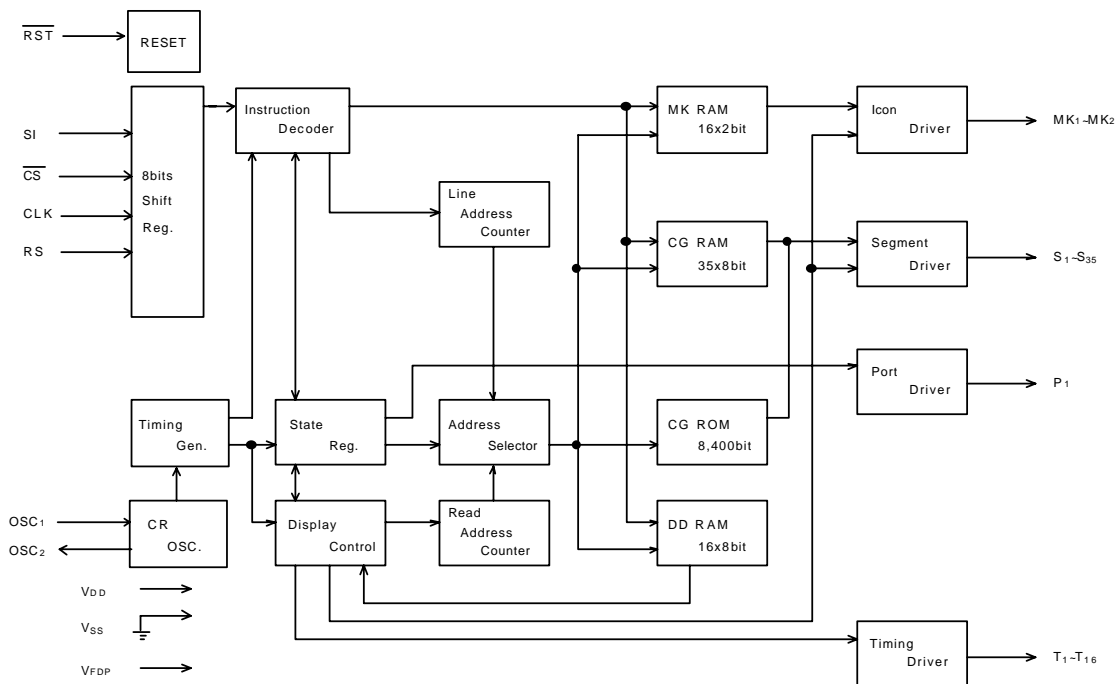 RST
RESET
SI
CS
CLK
RS
8bits
Shift
Reg.
Instruction
Decoder
Line
Address
Counter
MK RAM
16x2bit
Icon
Driver
MK1~MK2
CG RAM
35x8bit
Segment
Driver
S1~S35
Port
Driver
P1
Timing
Gen.
State
Reg.
Address
Selector
CG ROM
8,400bit
OSC1
OSC2
CR
OSC.
Display
Control
Read
Address
Counter
DD RAM
16x8bit
VDD
VSS
VFDP
Timing
Driver
T1~T16